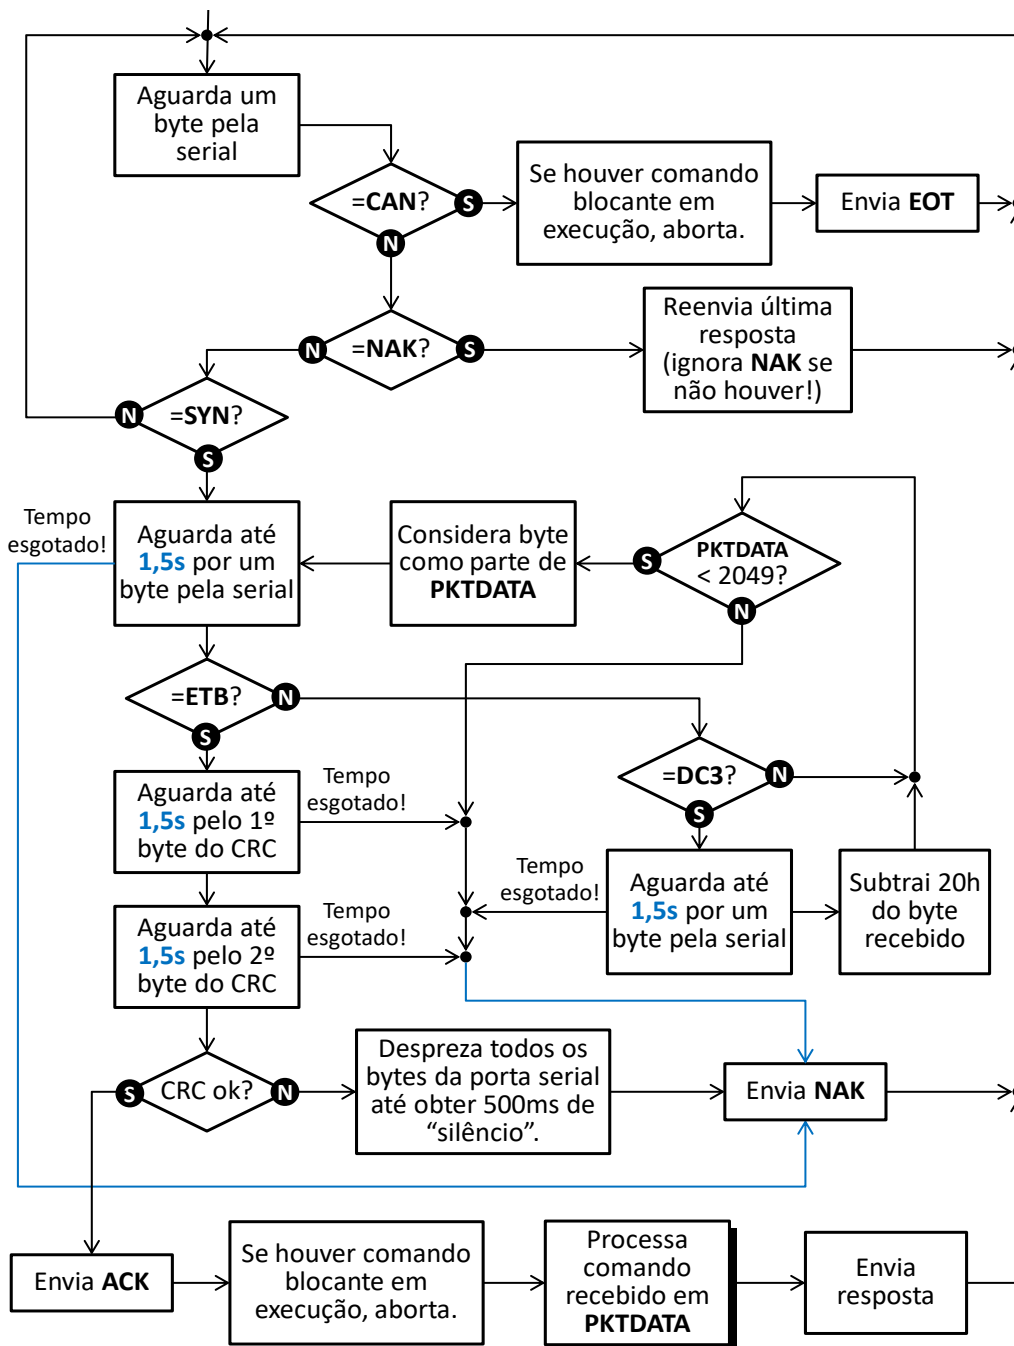 Aguarda um
byte pela
serial
=CAN?
S
N
Se houver comando
blocante em
execução, aborta.
Envia EOT
=NAK?
N
S
Reenvia última
resposta
(ignora NAK se
não houver!)
=SYN?
N
S
Tempo
esgotado!
Aguarda até
1,5s por um
byte pela serial
Considera byte
como parte de
PKTDATA
PKTDATA
< 2049?
S
N
=ETB?
N
S
=DC3?
N
S
Aguarda até
1,5s pelo 1º
byte do CRC
Tempo
esgotado!
Aguarda até
1,5s pelo 2º
byte do CRC
Tempo
esgotado!
Tempo
esgotado!
Aguarda até
1,5s por um
byte pela serial
Subtrai 20h
do byte
recebido
CRC ok?
S
N
Despreza todos os
bytes da porta serial
até obter 500ms de
“silêncio”.
Envia NAK
Envia ACK
Se houver comando
blocante em
execução, aborta.
Processa
comando
recebido em
PKTDATA
Envia
resposta